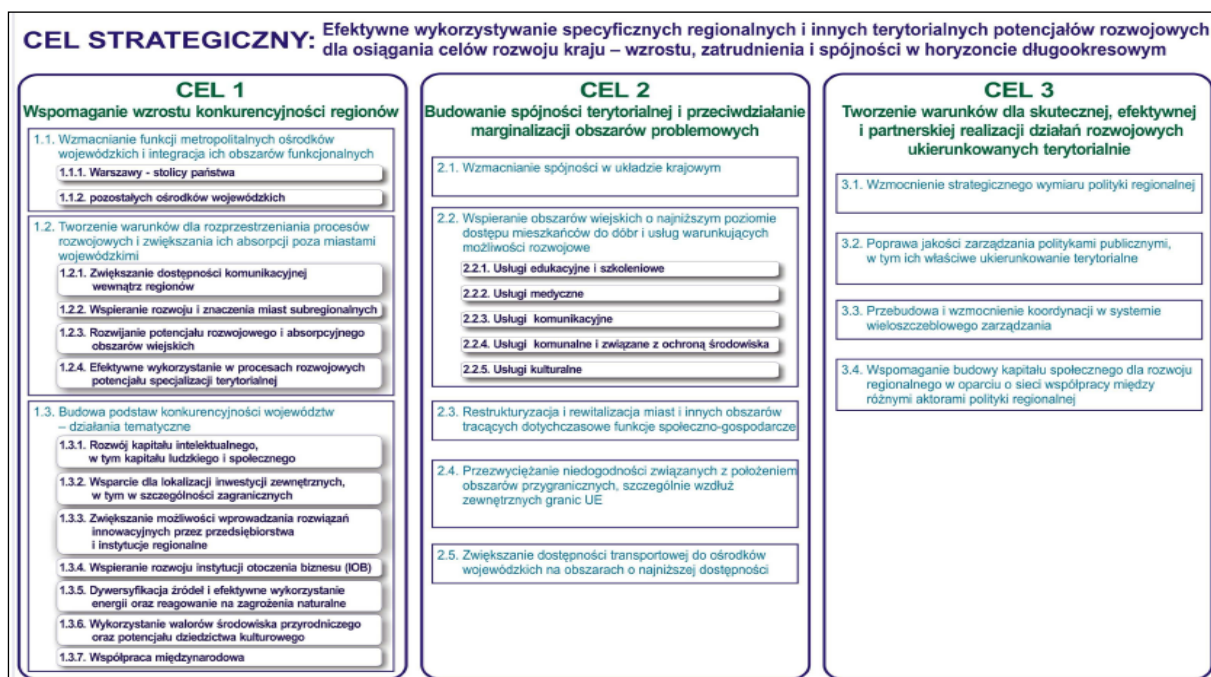 CEL STRATEGICZNY: Efektywne wykorzystywanie specyficznych regionalnych i innych terytorialnych potencjałów rozwojowych
dla osiągania celów rozwoju kraju – wzrostu, zatrudnienia i spójności w horyzoncie długookresowym
CEL 1
Wspomaganie wzrostu konkurencyjności regionów
1.1. Wzmacnianie funkcji metropolitalnych ośrodków
wojewódzkich i integracja ich obszarów funkcjonalnych
1.1.1. Warszawy - stolicy państwa
1.1.2. pozostałych ośrodków wojewódzkich
1.2. Tworzenie warunków dla rozprzestrzeniania procesów
rozwojowych i zwiększania ich absorpcji poza miastami
wojewódzkimi
1.2.1. Zwiększanie dostępności komunikacyjnej
wewnątrz regionów
1.2.2. Wspieranie rozwoju i znaczenia miast subregionalnych
1.2.3. Rozwijanie potencjału rozwojowego i absorpcyjnego
obszarów wiejskich
1.2.4. Efektywne wykorzystanie w procesach rozwojowych
potencjału specjalizacji terytorialnej
1.3. Budowa podstaw konkurencyjności województw
– działania tematyczne
1.3.1. Rozwój kapitału intelektualnego,
w tym kapitału ludzkiego i społecznego
1.3.2. Wsparcie dla lokalizacji inwestycji zewnętrznych,
w tym w szczególności zagranicznych
1.3.3. Zwiększanie możliwości wprowadzania rozwiązań
innowacyjnych przez przedsiębiorstwa
i instytucje regionalne
1.3.4. Wspieranie rozwoju instytucji otoczenia biznesu (IOB)
1.3.5. Dywersyfikacja źródeł i efektywne wykorzystanie
energii oraz reagowanie na zagrożenia naturalne
1.3.6. Wykorzystanie walorów środowiska przyrodniczego
oraz potencjału dziedzictwa kulturowego
1.3.7. Współpraca międzynarodowa
CEL 2
Budowanie spójności terytorialnej i przeciwdziałanie
marginalizacji obszarów problemowych
2.1. Wzmacnianie spójności w układzie krajowym
2.2. Wspieranie obszarów wiejskich o najniższym poziomie
dostępu mieszkańców do dóbr i usług warunkujących
możliwości rozwojowe
2.2.1. Usługi edukacyjne i szkoleniowe
2.2.2. Usługi medyczne
2.2.3. Usługi komunikacyjne
2.2.4. Usługi komunalne i związane z ochroną środowiska
2.2.5. Usługi kulturalne
2.3. Restrukturyzacja i rewitalizacja miast i innych obszarów
tracących dotychczasowe funkcje społeczno-gospodarcze
2.4. Przezwyciężanie niedogodności związanych z położeniem
obszarów przygranicznych, szczególnie wzdłuż
zewnętrznych granic UE
2.5. Zwiększanie dostępności transportowej do ośrodków
wojewódzkich na obszarach o najniższej dostępności
CEL 3
Tworzenie warunków dla skutecznej, efektywnej
i partnerskiej realizacji działań rozwojowych
ukierunkowanych terytorialnie
3.1. Wzmocnienie strategicznego wymiaru polityki regionalnej
3.2. Poprawa jakości zarządzania politykami publicznymi,
w tym ich właściwe ukierunkowanie terytorialne
3.3. Przebudowa i wzmocnienie koordynacji w systemie
wieloszczeblowego zarządzania
3.4. Wspomaganie budowy kapitału społecznego dla rozwoju
regionalnego w oparciu o sieci współpracy między
różnymi aktorami polityki regionalnej